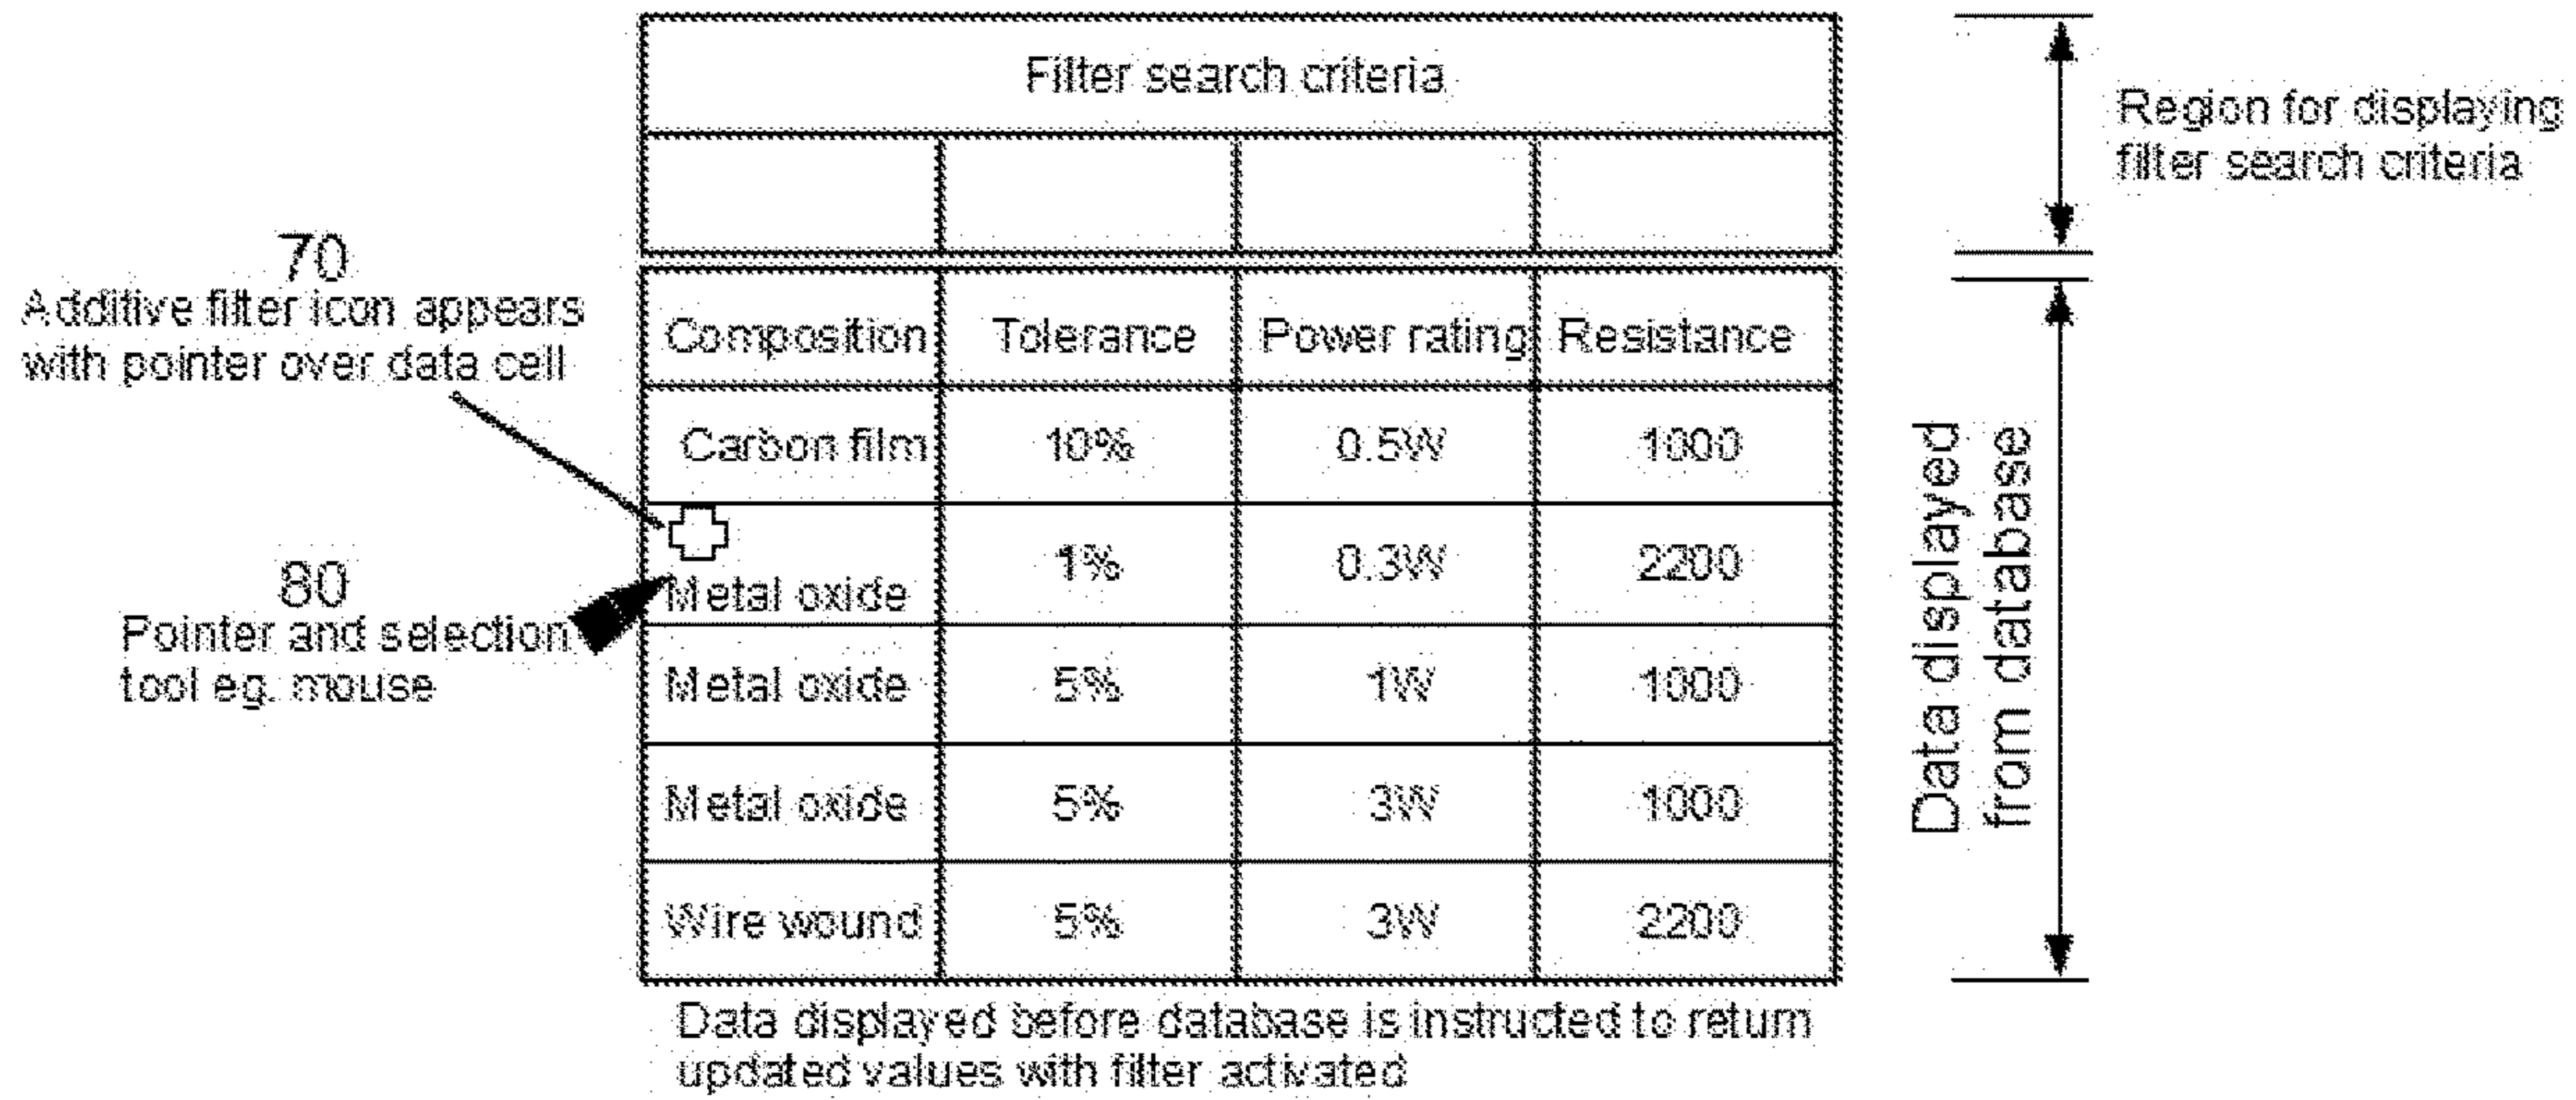 Filter search criteria
Region for displaying
filter search criteria
70
Additive filter icon appears
with pointer over data cell
80
Pointer and selection
tool eg. mouse
Composition Tolerance Power rating Resistance
Carbon film 10% 0.5W 1000
Metal oxide 1% 0.3W 2200
Metal oxide 5% 1W 1000
Metal oxide 5% 3W 1000
Wire wound 5% 3W 2200
Data displayed
from database
Data displayed before database is instructed to return
updated values with filter activated